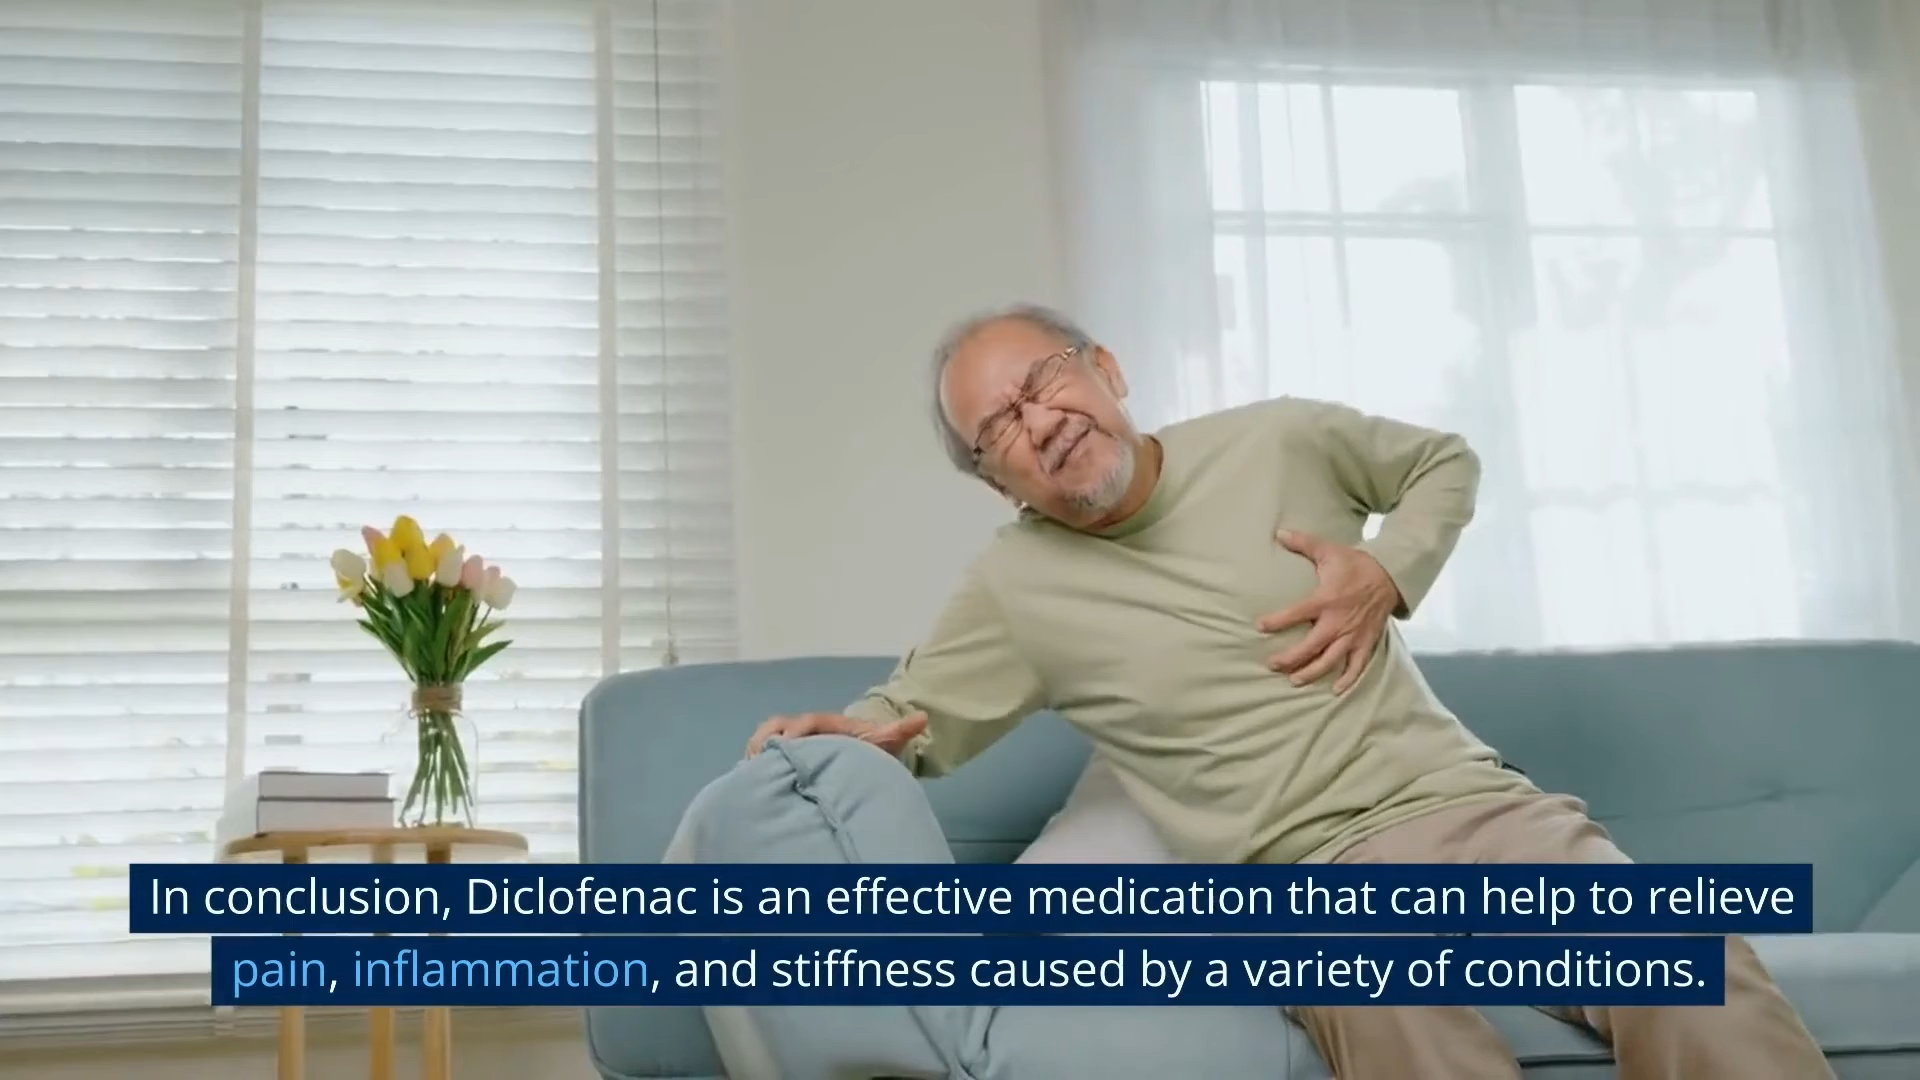 In conclusion, Diclofenac is an effective medication that can help to relieve
pain, inflammation, and stiffness caused by a variety of conditions.